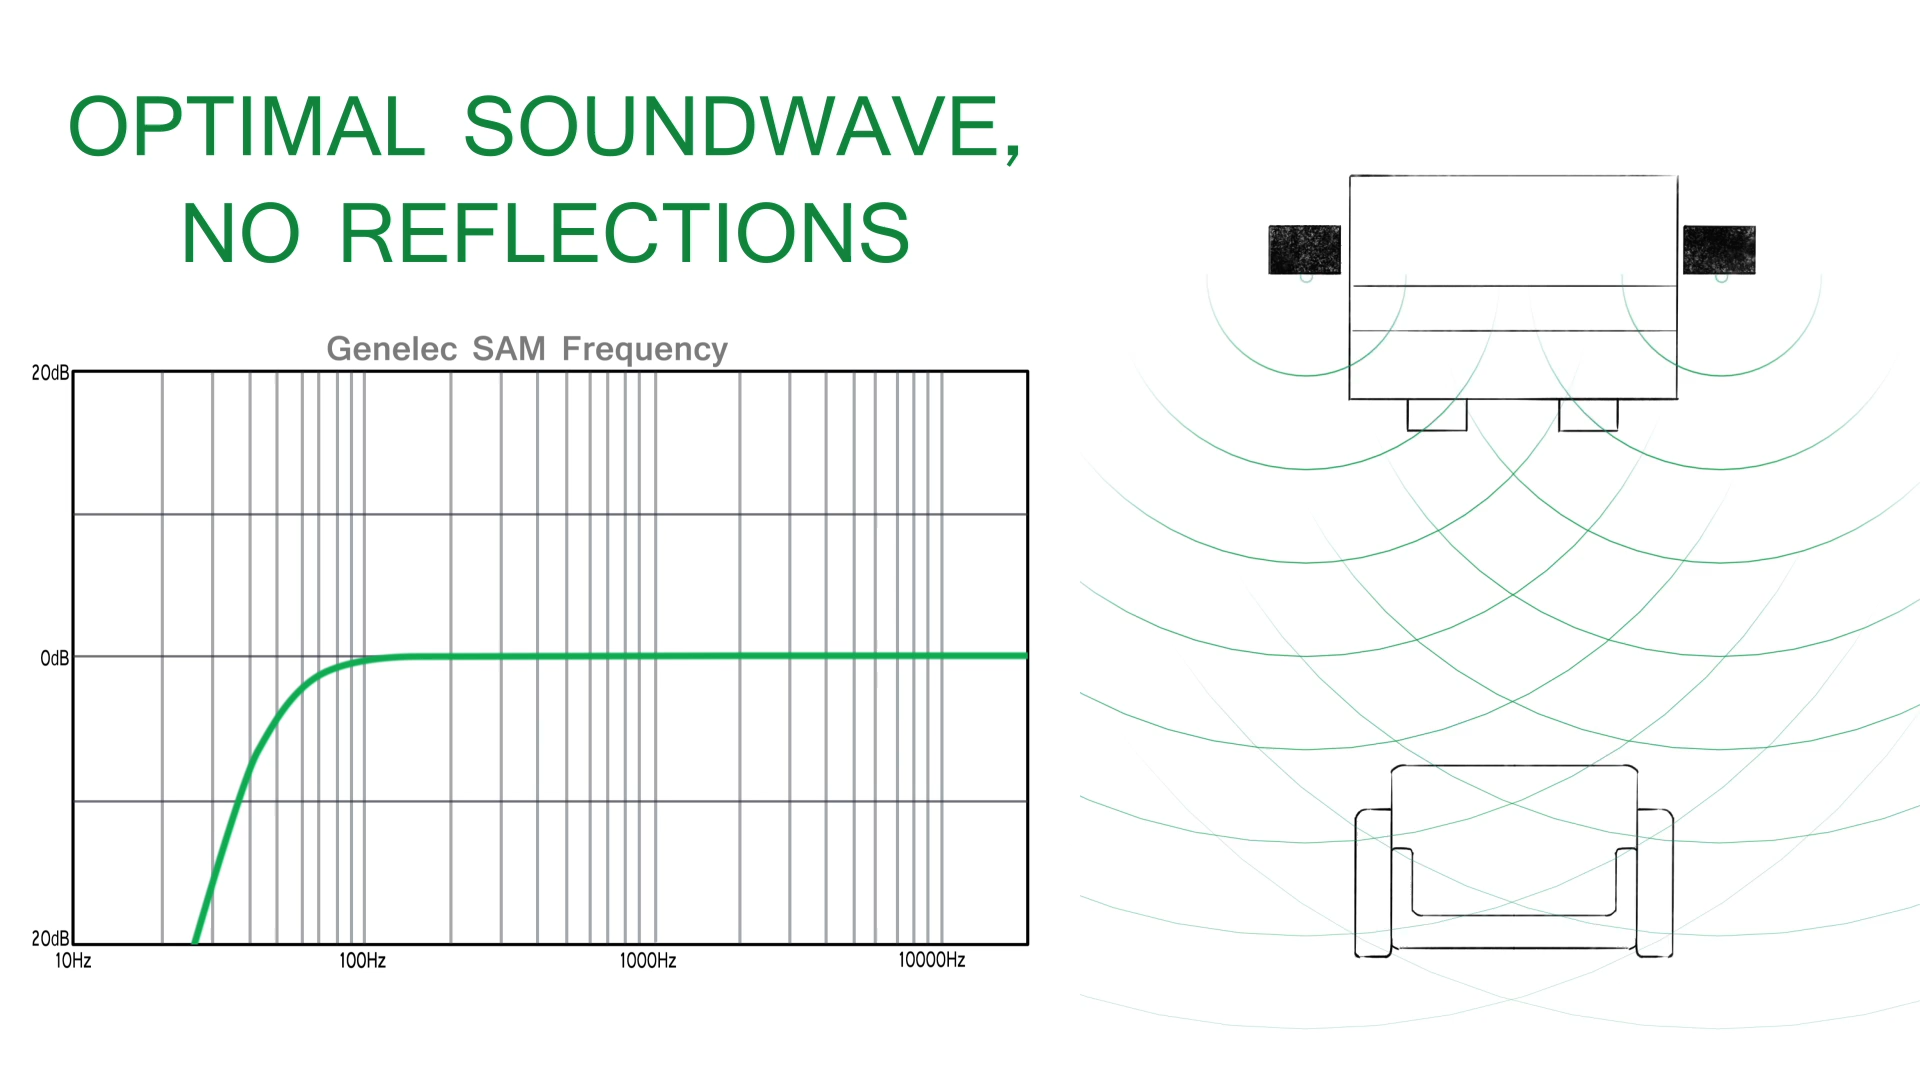 OPTIMAL SOUNDWAVE,
NO REFLECTIONS
Genelec SAM Frequency
20dB
0dB
20dB
10Hz 100Hz 1000Hz 10000Hz